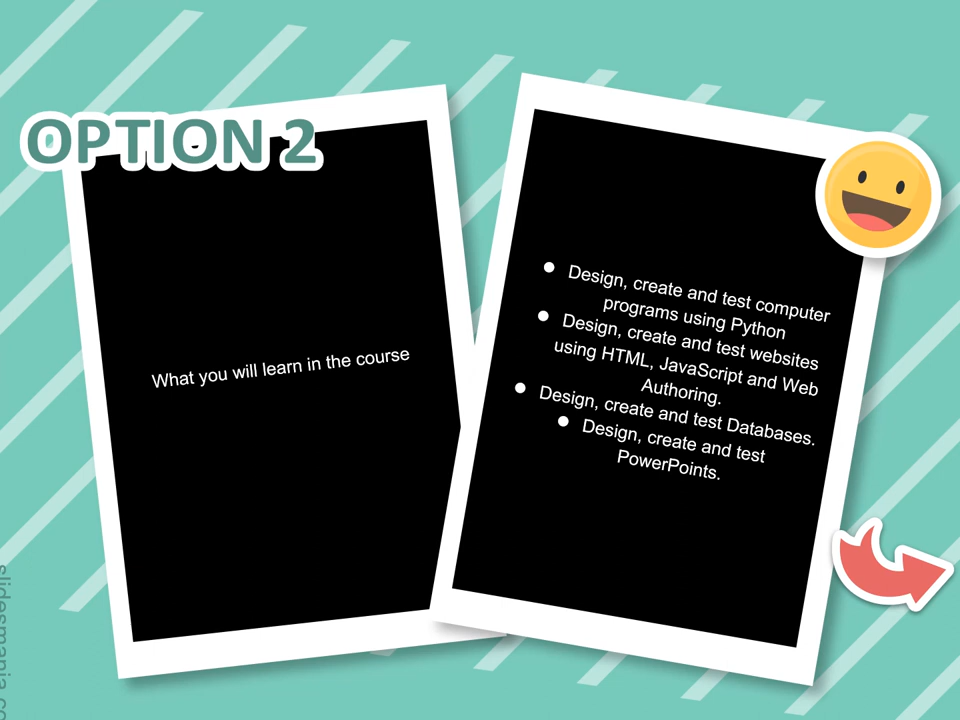 OPTION 2
What you will learn in the course
● Design, create and test computer
programs using Python
● Design, create and test websites
using HTML, JavaScript and Web
Authoring.
● Design, create and test Databases.
● Design, create and test
PowerPoints.
slidesmania.co